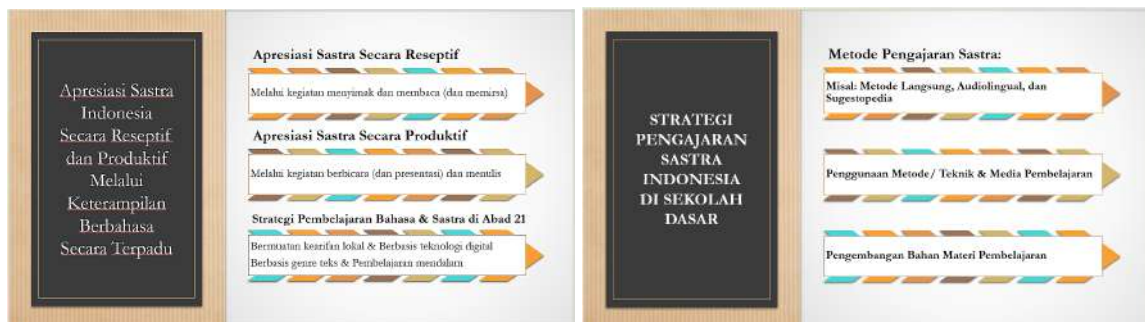 Apresiasi Sastra
Indonesia
Secara Reseptif
dan Produktif
Melalui
Keterampilan
Berbahasa
Secara Terpadu
Apresiasi Sastra Secara Reseptif
Melalui kegiatan menyimak dan membaca (dan memirsa)
Apresiasi Sastra Secara Produktif
Melalui kegiatan berbicara (dan presentasi) dan menulis
Strategi Pembelajaran Bahasa & Sastra di Abad 21
Bermuatan kearifan lokal & Berbasis teknologi digital
Berbasis genre teks & Pembelajaran mendalam
STRATEGI
PENGAJARAN
SASTRA
INDONESIA
DI SEKOLAH
DASAR
Metode Pengajaran Sastra:
Misal: Metode Langsung, Audiolingual, dan
Sugestopedia
Penggunaan Metode/ Teknik & Media Pembelajaran
Pengembangan Bahan Materi Pembelajaran